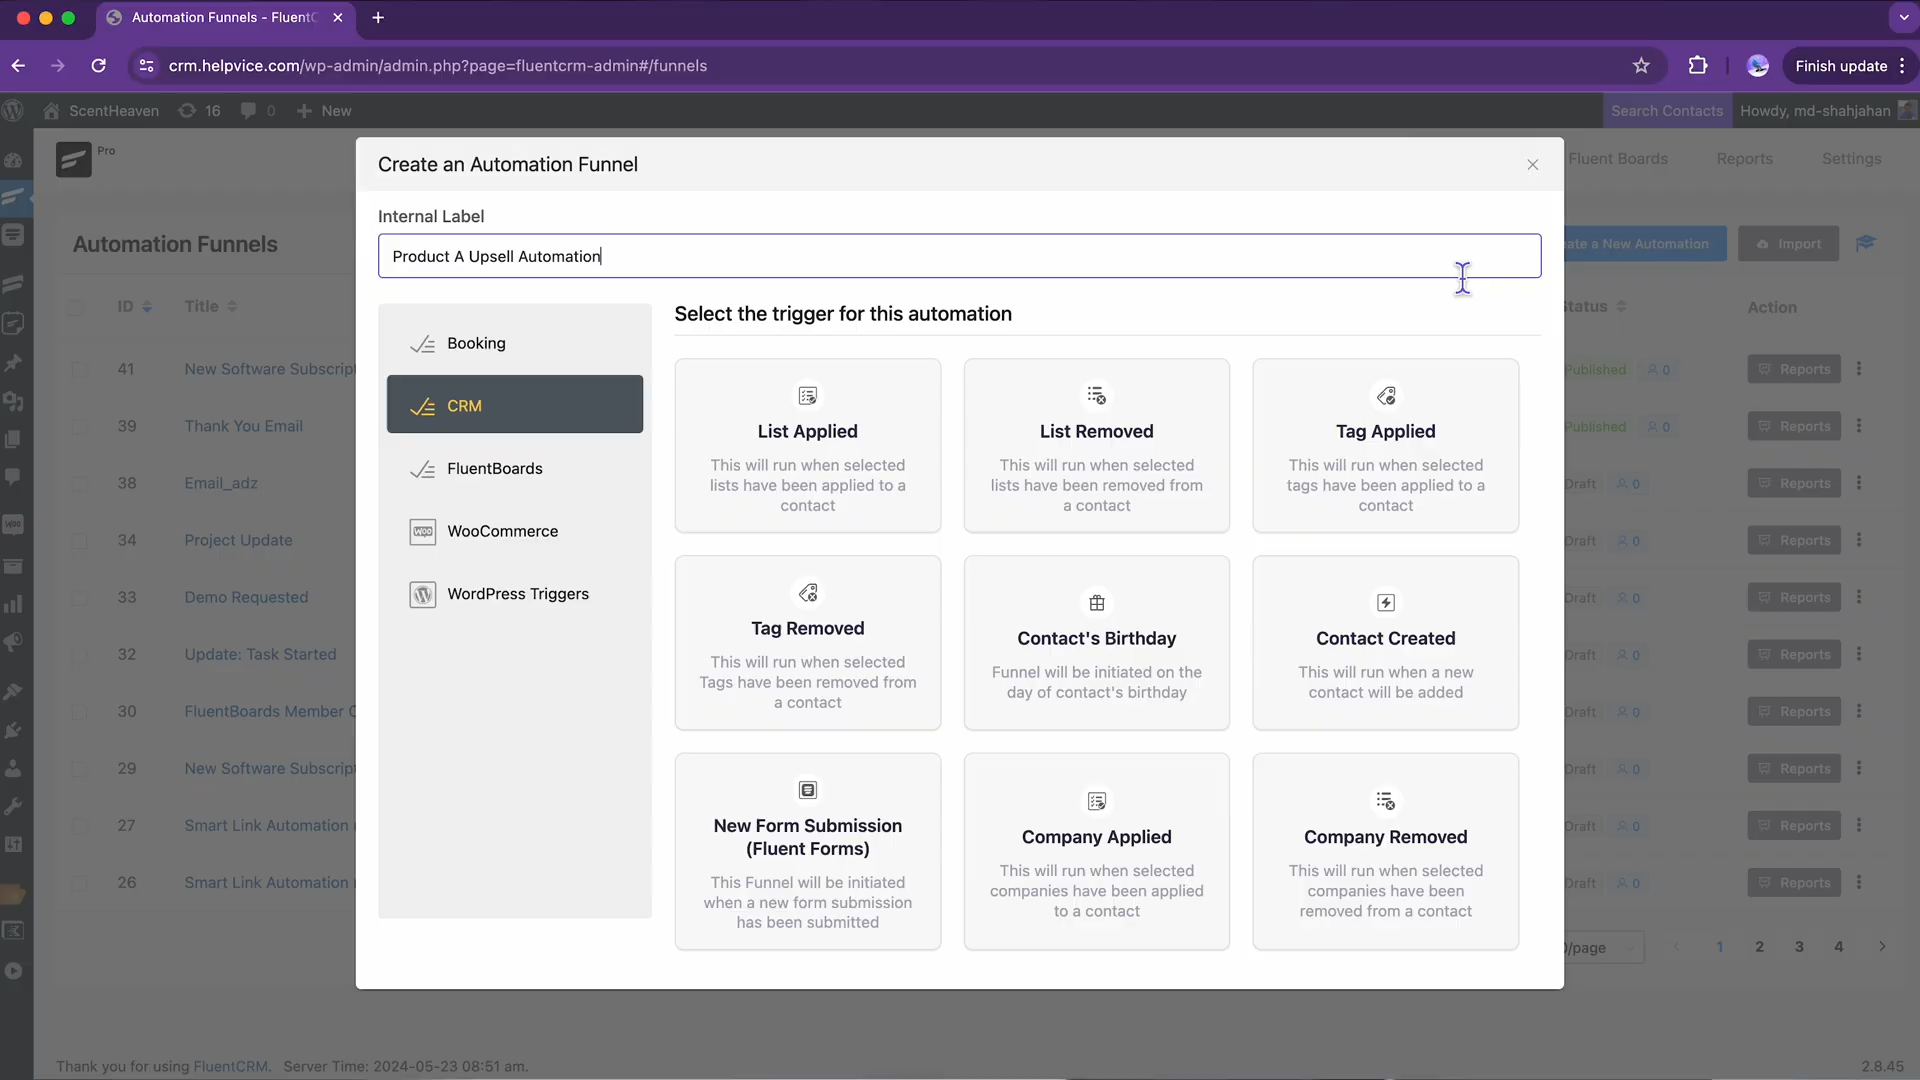 Automation Funnels - FluentC
crm.helpvice.com/wp-admin/admin.php?page=fluentcrm-admin#/funnels
Finish update
ScentHeaven
16
0
New
Search Contacts
Howdy, md-shahjahan
Pro
Fluent Boards
Reports
Settings
Create an Automation Funnel
Internal Label
Product A Upsell Automation
Automation Funnels
ate a New Automation
Import
ID
Title
Status
Action
41
New Software Subscrip
Published
0
Reports
39
Thank You Email
Published
0
Reports
38
Email_adz
Draft
0
Reports
34
Project Update
Draft
0
Reports
33
Demo Requested
Draft
0
Reports
32
Update: Task Started
Draft
0
Reports
30
FluentBoards Member C
Draft
0
Reports
29
New Software Subscrip
Draft
0
Reports
27
Smart Link Automation (
Draft
0
Reports
26
Smart Link Automation
Draft
0
Reports
Booking
CRM
FluentBoards
WooCommerce
WordPress Triggers
Select the trigger for this automation
List Applied
This will run when selected
lists have been applied to a
contact
List Removed
This will run when selected
lists have been removed from
a contact
Tag Applied
This will run when selected
tags have been applied to a
contact
Tag Removed
This will run when selected
Tags have been removed from
a contact
Contact's Birthday
Funnel will be initiated on the
day of contact's birthday
Contact Created
This will run when a new
contact will be added
New Form Submission
(Fluent Forms)
This Funnel will be initiated
when a new form submission
has been submitted
Company Applied
This will run when selected
companies have been applied
to a contact
Company Removed
This will run when selected
companies have been
removed from a contact
/page
1
2
3
4
Thank you for using FluentCRM.
Server Time: 2024-05-23 08:51 am.
2.8.45